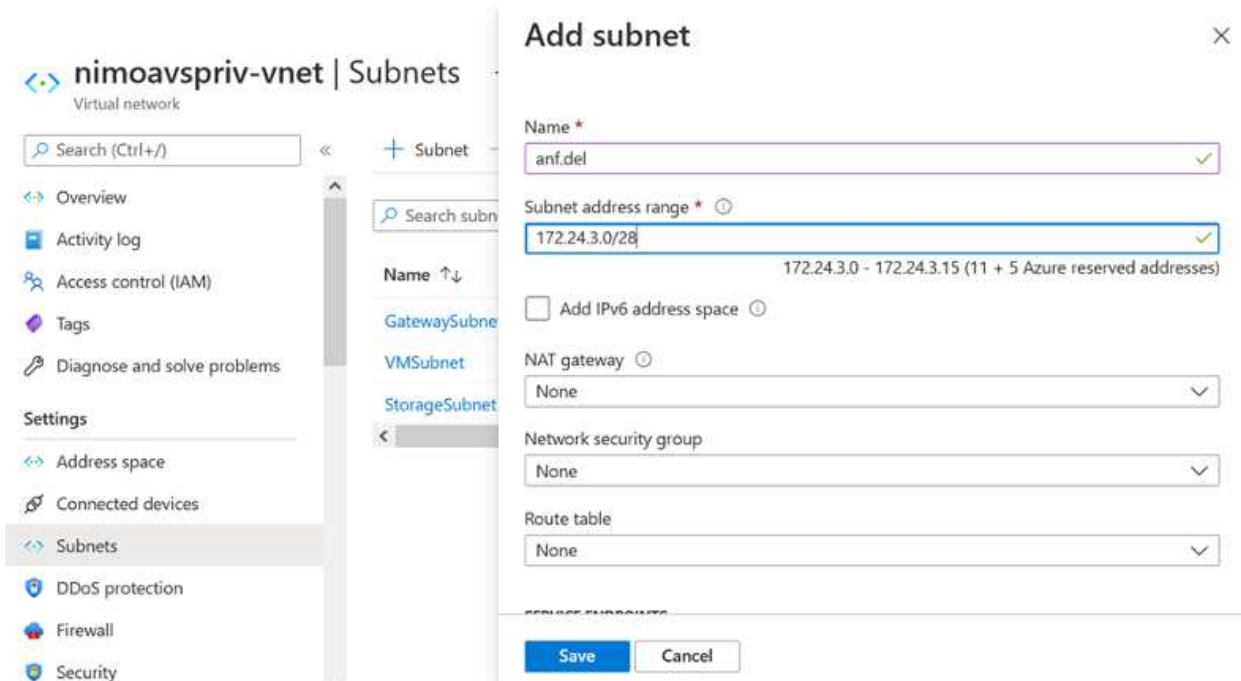 nimoavspriv-vnet | Subnets
Virtual network
Search (Ctrl+/)
«
Overview
Activity log
Access control (IAM)
Tags
Diagnose and solve problems
Settings
Address space
Connected devices
Subnets
DDoS protection
Firewall
Security
+ Subnet
Search subn
Name ↑↓
GatewaySubne
VMSubnet
StorageSubnet
Add subnet
Name *
anf.del
Subnet address range *
172.24.3.0/28
172.24.3.0 - 172.24.3.15 (11 + 5 Azure reserved addresses)
Add IPv6 address space
NAT gateway
None
Network security group
None
Route table
None
SERVICE ENDPOINTS
Save
Cancel